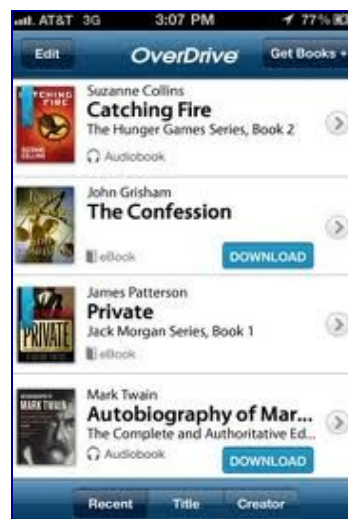 AT&T 3G 3:07 PM 77%
Edit OverDrive Get Books +
Suzanne Collins
Catching Fire
The Hunger Games Series, Book 2
Audiobook
John Grisham
The Confession
eBook
DOWNLOAD
James Patterson
Private
Jack Morgan Series, Book 1
eBook
PRIVATE
Mark Twain
Autobiography of Mar...
The Complete and Authoritative Ed...
MARK TWAIN
Audiobook
DOWNLOAD
Recent Title Creator